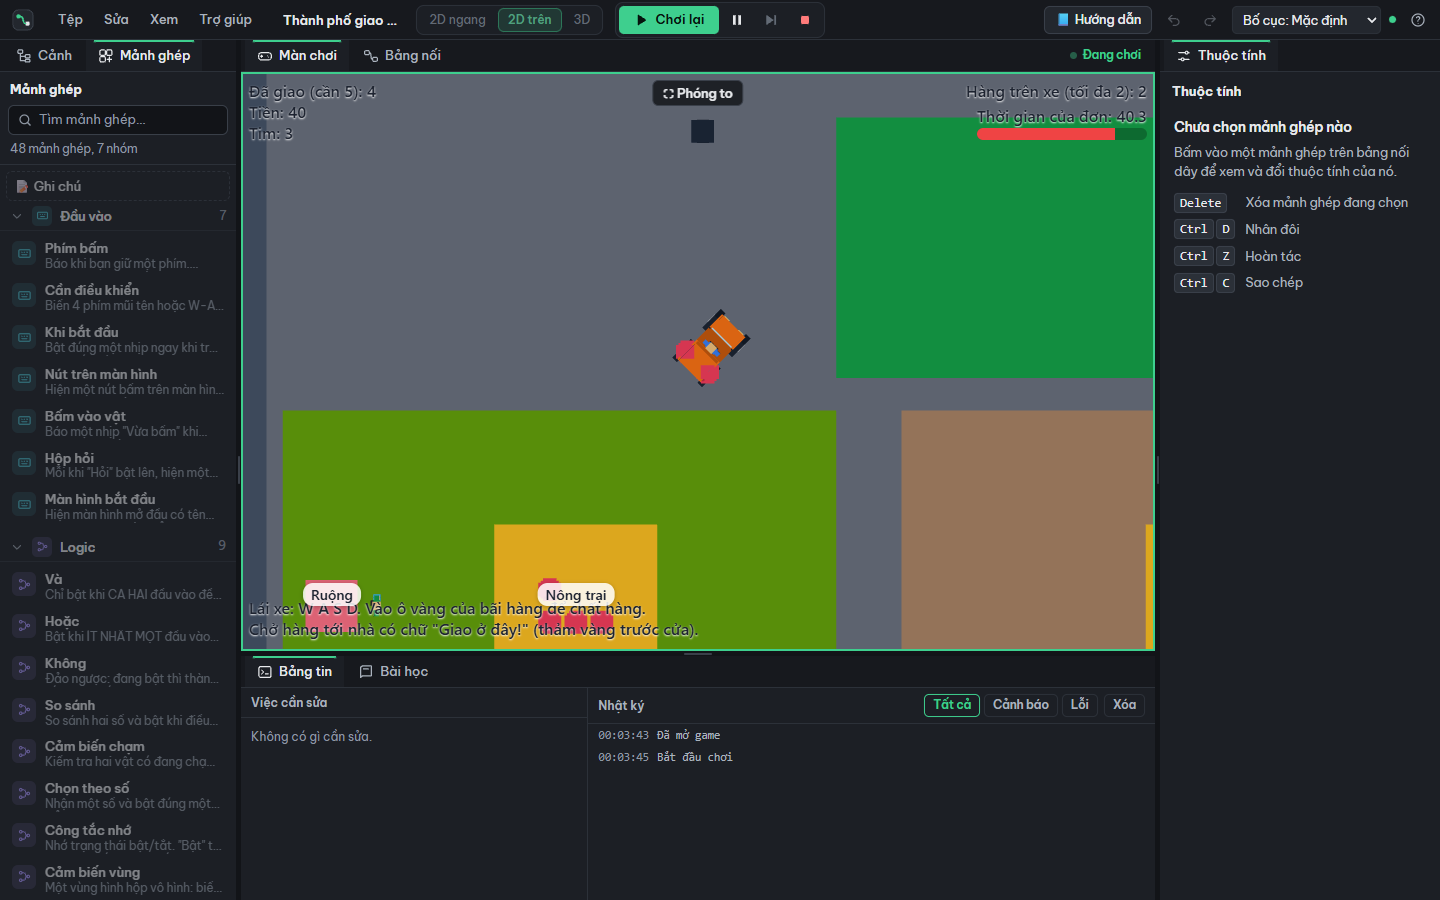 Tệp
Sửa
Xem
Trợ giúp
Thành phố giao ...
2D ngang
2D trên
3D
Chơi lại
Hướng dẫn
Bố cục: Mặc định
Cảnh
Mảnh ghép
Mảnh ghép
Tìm mảnh ghép...
48 mảnh ghép, 7 nhóm
Ghi chú
Đầu vào
7
Phím bấm
Báo khi bạn giữ một phím....
Cần điều khiển
Biến 4 phím mũi tên hoặc W-A...
Khi bắt đầu
Bật đúng một nhịp ngay khi tr...
Nút trên màn hình
Hiện một nút bấm trên màn hìn...
Bấm vào vật
Báo một nhịp "Vừa bấm" khi...
Hộp hỏi
Mỗi khi "Hỏi" bật lên, hiện một...
Màn hình bắt đầu
Hiện màn hình mở đầu có tên...
Logic
9
Và
Chỉ bật khi CẢ HAI đầu vào đề...
Hoặc
Bật khi ÍT NHẤT MỘT đầu vào...
Không
Đảo ngược: đang bật thì thàn...
So sánh
So sánh hai số và bật khi điều...
Cảm biến chạm
Kiểm tra hai vật có đang chạ...
Chọn theo số
Nhận một số và bật đúng một...
Công tắc nhớ
Nhớ trạng thái bật/tắt. "Bật" t...
Cảm biến vùng
Một vùng hình hộp vô hình: biế...
Màn chơi
Bảng nối
Đang chơi
Đã giao (cần 5): 4
Tiền: 40
Tim: 3
Phóng to
Hàng trên xe (tối đa 2): 2
Thời gian của đơn: 40.3
Ruộng
Nông trại
Lái xe: W A S D. Vào ô vàng của bãi hàng để chất hàng.
Chở hàng tới nhà có chữ "Giao ở đây!" (thảm vàng trước cửa).
Bảng tin
Bài học
Việc cần sửa
Không có gì cần sửa.
Nhật ký
Tất cả
Cảnh báo
Lỗi
Xóa
00:03:43 Đã mở game
00:03:45 Bắt đầu chơi
Thuộc tính
Thuộc tính
Chưa chọn mảnh ghép nào
Bấm vào một mảnh ghép trên bảng nối
dây để xem và đổi thuộc tính của nó.
Delete Xóa mảnh ghép đang chọn
Ctrl D Nhân đôi
Ctrl Z Hoàn tác
Ctrl C Sao chép